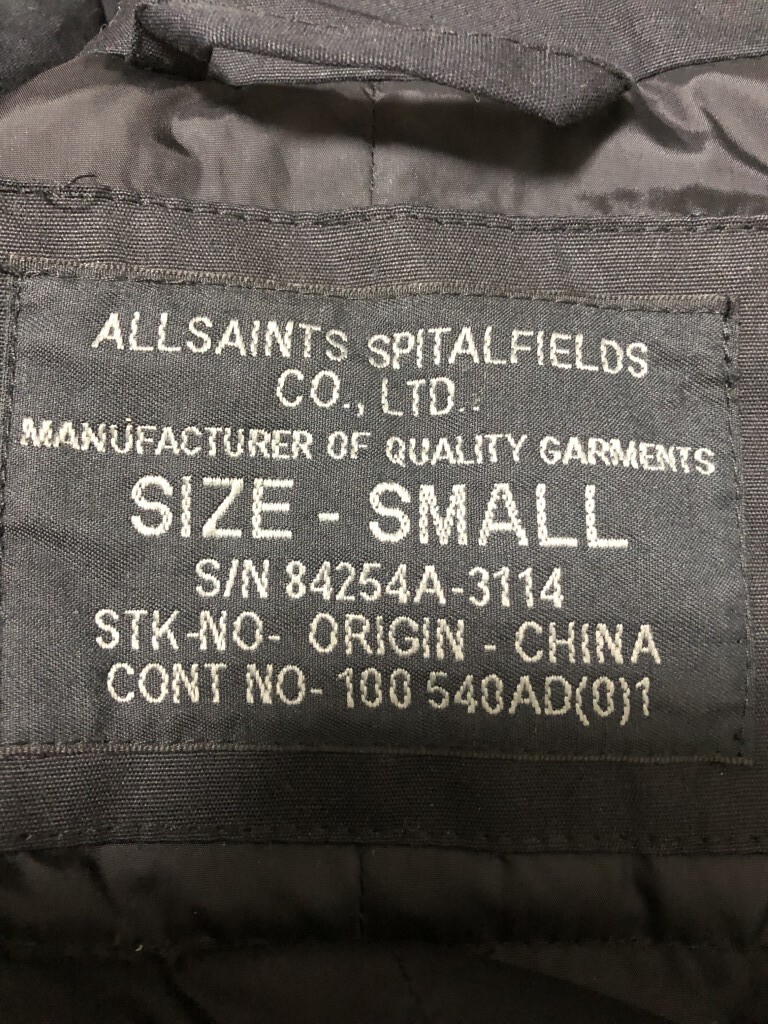 ALLSAINTS SPITALFIELDS
CO., LTD.:
MANUFACTURER OF QUALITY GARMENTS
SIZE - SMALL
S/N 84254A-3114
STK-NO- ORIGIN - CHINA
CONT NO- 100 540AD(0)1